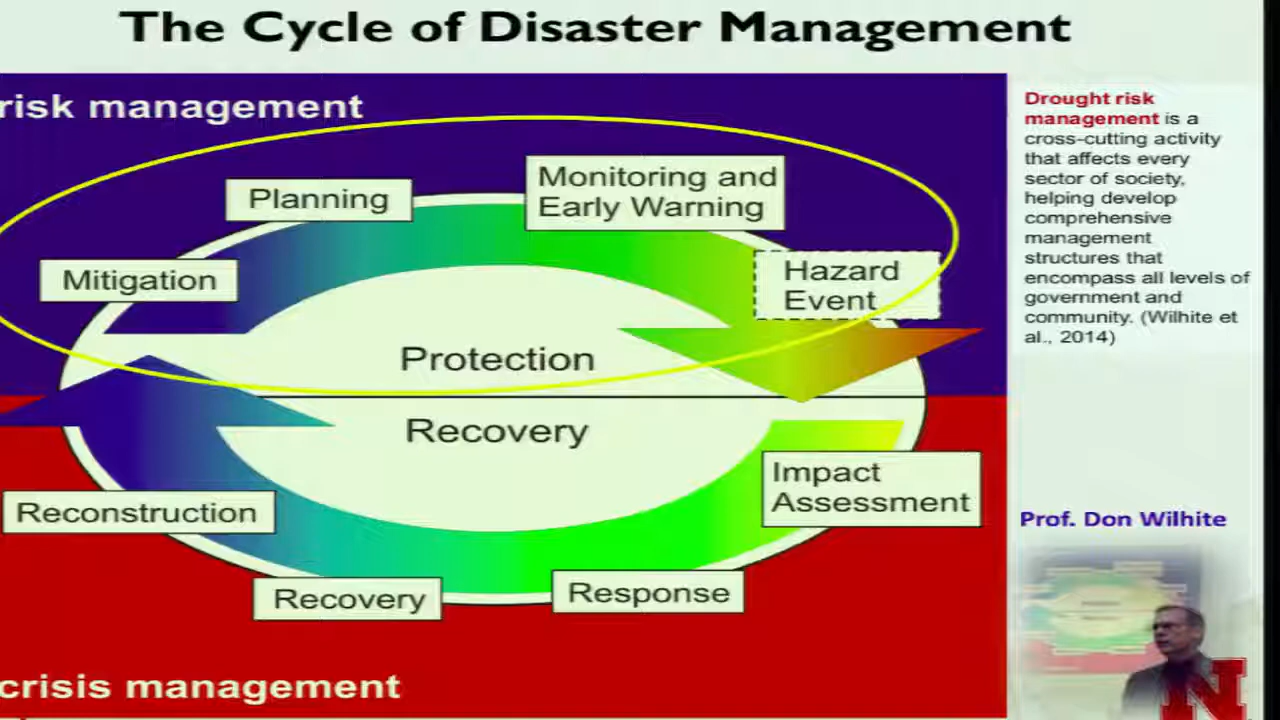 The Cycle of Disaster Management
risk management
Planning
Monitoring and
Early Warning
Mitigation
Hazard
Event
Protection
Recovery
Impact
Assessment
Reconstruction
Recovery
Response
crisis management
Drought risk
management is a
cross-cutting activity
that affects every
sector of society,
helping develop
comprehensive
management
structures that
encompass all levels of
government and
community. (Wilhite et
al., 2014)
Prof. Don Wilhite
N